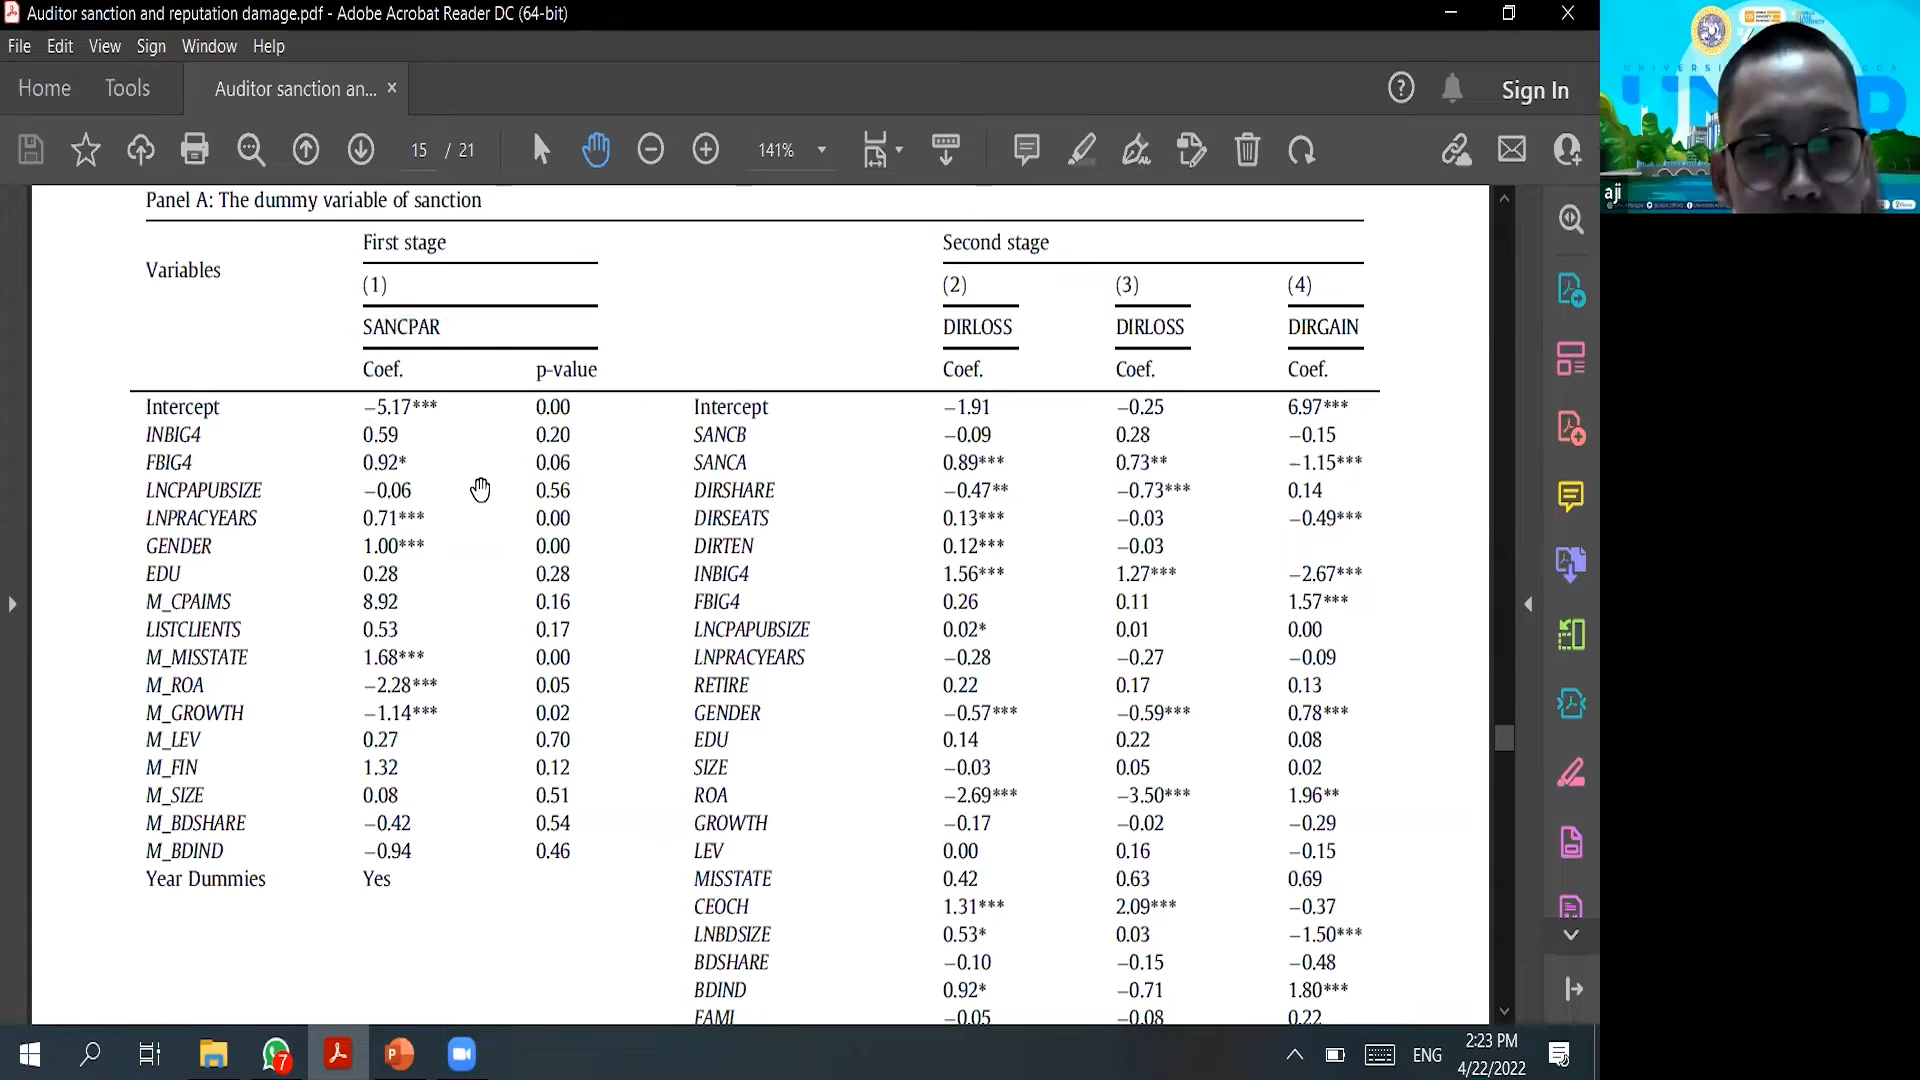 Auditor sanction and reputation damage.pdf - Adobe Acrobat Reader DC (64-bit)
File Edit View Sign Window Help
Home Tools Auditor sanction an... × Sign In
15 / 21 141%
aji
Panel A: The dummy variable of sanction
Variables First stage Second stage
(1) (2) (3) (4)
SANCPAR DIRLOSS DIRLOSS DIRGAIN
Coef. p-value Coef. Coef. Coef.
Intercept −5.17*** 0.00 Intercept −1.91 −0.25 6.97***
INBIG4 0.59 0.20 SANCB −0.09 0.28 −0.15
FBIG4 0.92* 0.06 SANCA 0.89*** 0.73** −1.15***
LNCPAPUBSIZE −0.06 0.56 DIRSHARE −0.47** −0.73*** 0.14
LNPRACYEARS 0.71*** 0.00 DIRSEATS 0.13*** −0.03 −0.49***
GENDER 1.00*** 0.00 DIRTEN 0.12*** −0.03
EDU 0.28 0.28 INBIG4 1.56*** 1.27*** −2.67***
M_CPAIMS 8.92 0.16 FBIG4 0.26 0.11 1.57***
LISTCLIENTS 0.53 0.17 LNCPAPUBSIZE 0.02* 0.01 0.00
M_MISSTATE 1.68*** 0.00 LNPRACYEARS −0.28 −0.27 −0.09
M_ROA −2.28*** 0.05 RETIRE 0.22 0.17 0.13
M_GROWTH −1.14*** 0.02 GENDER −0.57*** −0.59*** 0.78***
M_LEV 0.27 0.70 EDU 0.14 0.22 0.08
M_FIN 1.32 0.12 SIZE −0.03 0.05 0.02
M_SIZE 0.08 0.51 ROA −2.69*** −3.50*** 1.96**
M_BDSHARE −0.42 0.54 GROWTH −0.17 −0.02 −0.29
M_BDIND −0.94 0.46 LEV 0.00 0.16 −0.15
Year Dummies Yes MISSTATE 0.42 0.63 0.69
CEOCH 1.31*** 2.09*** −0.37
LNBDSIZE 0.53* 0.03 −1.50***
BDSHARE −0.10 −0.15 −0.48
BDIND 0.92* −0.71 1.80***
FAMI −0.05 −0.08 0.22
7 ENG 2:23 PM
4/22/2022